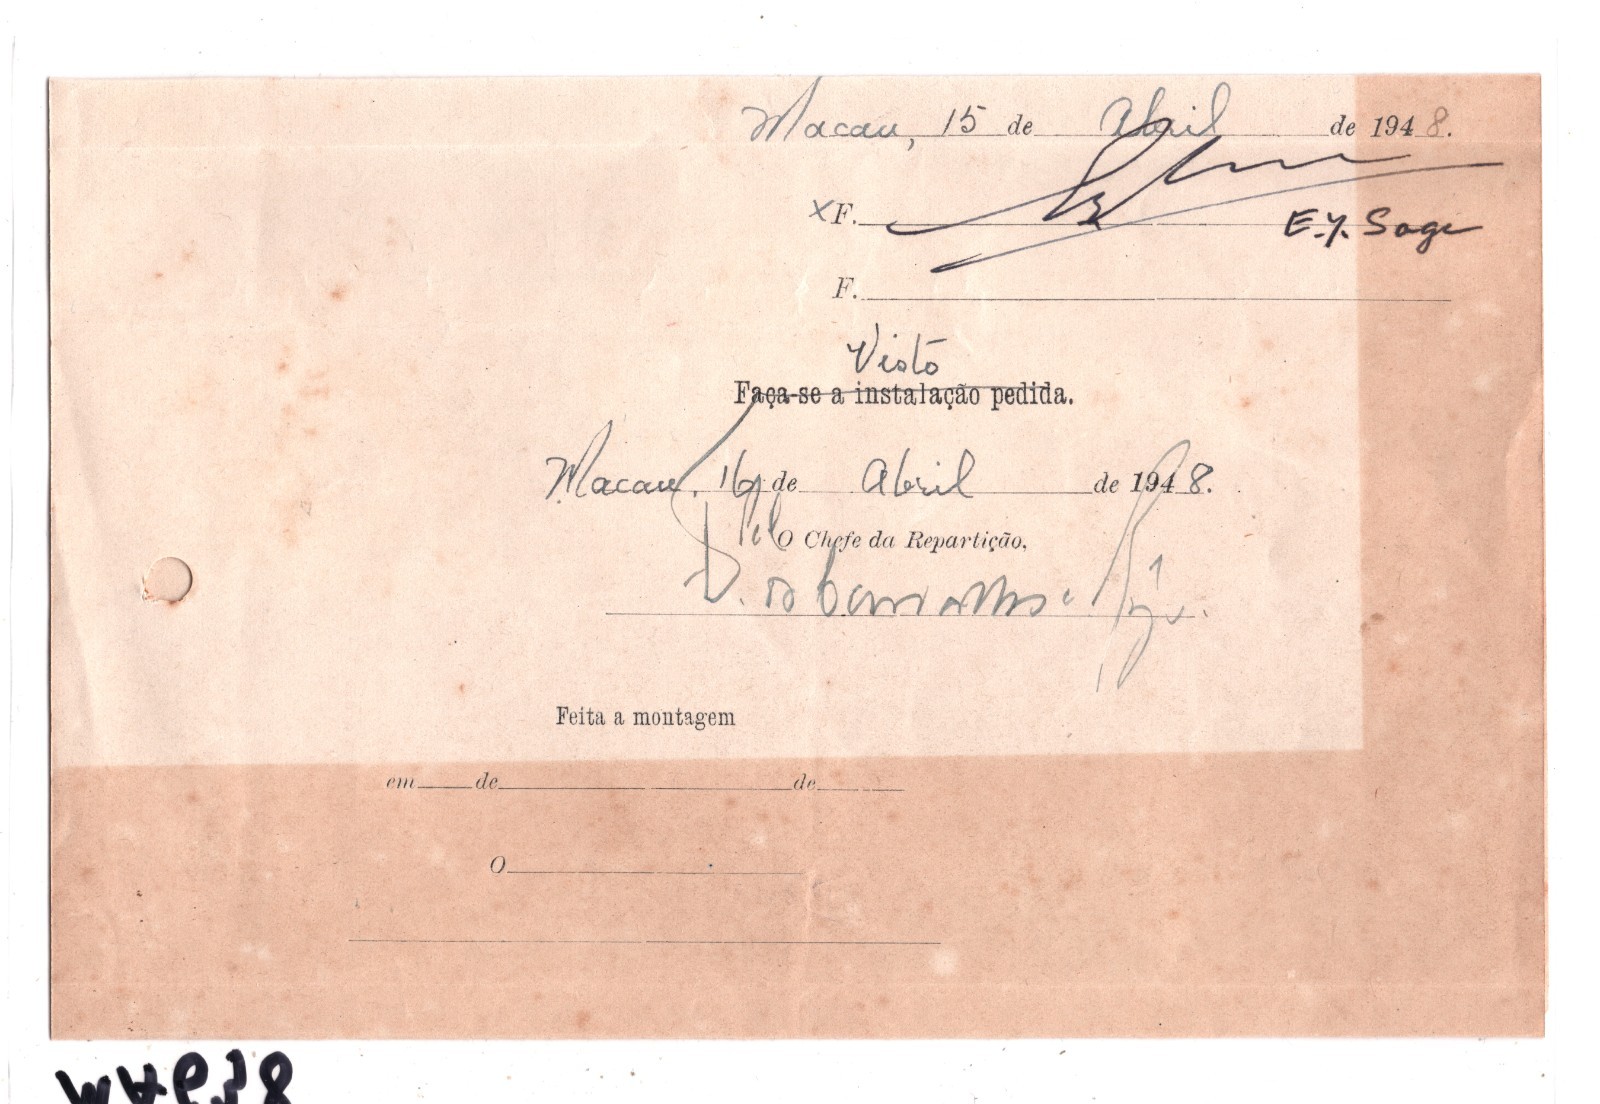 Macau, 15 de Abril de 1948.
xF.
E.Y. Sage
F.
Visto
Faça-se a instalação pedida.
Macau, 16 de Abril de 1948.
Pel O Chefe da Repartição,
Feita a montagem
em de de
O